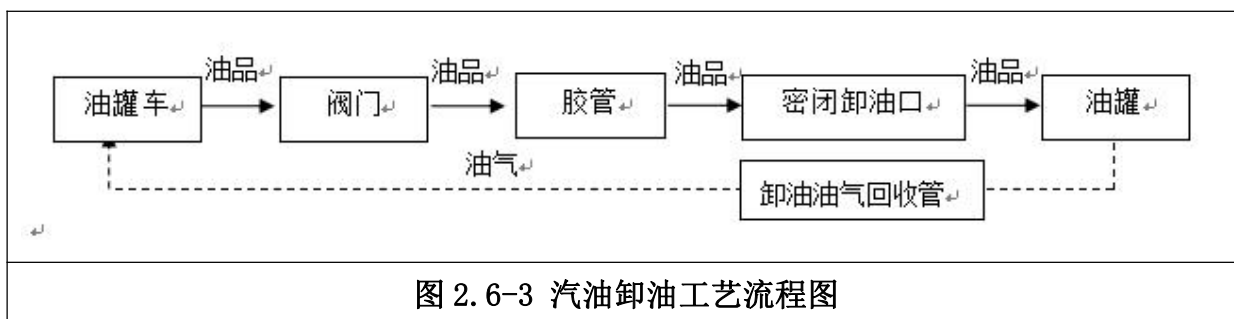 油品↵ 油品↵ 油品↵ 油品↵
油罐车↵ 阀门↵ 胶管↵ 密闭卸油口↵ 油罐↵
油气↵
卸油油气回收管↵
↵
图 2.6-3 汽油卸油工艺流程图